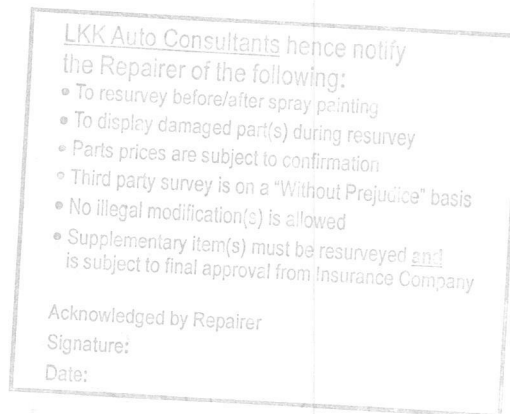 LKK Auto Consultants hence notify
the Repairer of the following:
• To resurvey before/after spray painting
• To display damaged part(s) during resurvey
• Parts prices are subject to confirmation
• Third party survey is on a "Without Prejudice" basis
• No illegal modification(s) is allowed
• Supplementary item(s) must be resurveyed and
is subject to final approval from Insurance Company
Acknowledged by Repairer
Signature:
Date: